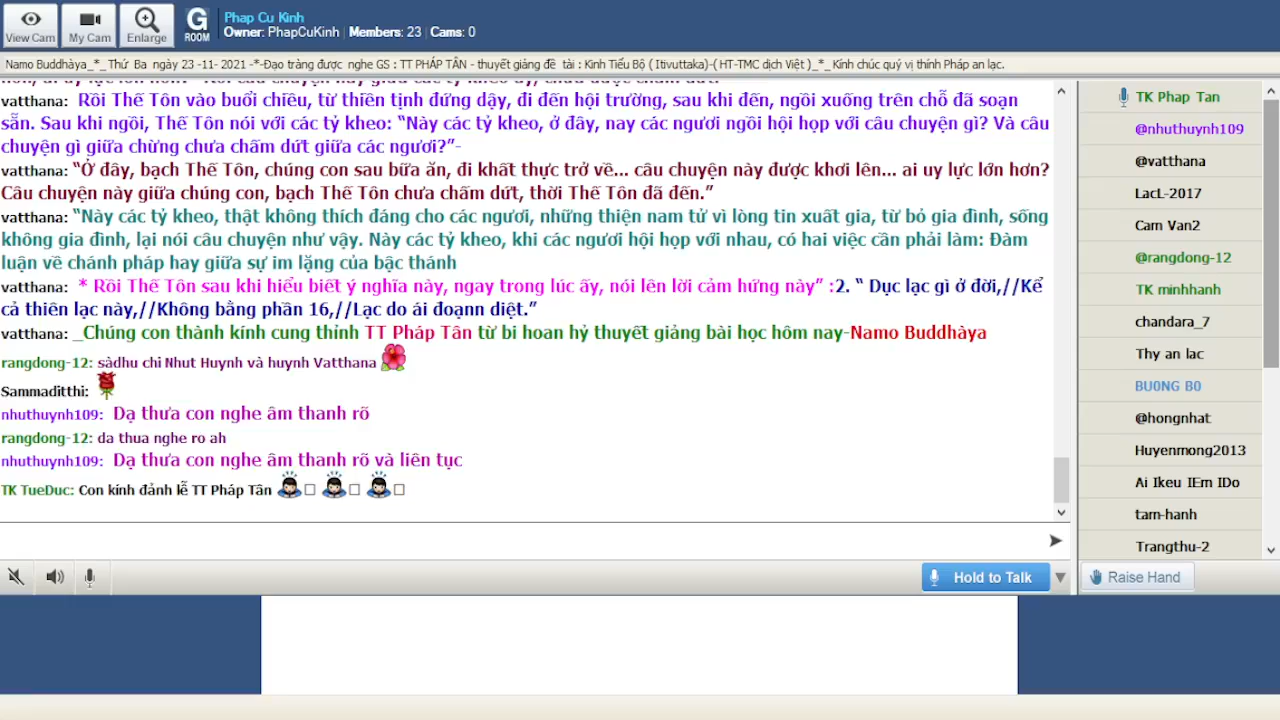 View Cam
My Cam
Enlarge
G
ROOM
Phap Cu Kinh
Owner: PhapCuKinh | Members: 23 | Cams: 0
Namo Buddhàya_*_Thứ Ba ngày 23 -11- 2021 -*-Đạo tràng được nghe GS : TT PHÁP TÂN - thuyết giảng đề tài : Kinh Tiểu Bộ ( Itivuttaka)-( HT-TMC dịch Việt )_*_Kính chúc quý vị thính Pháp an lạc.
vatthana: Rồi Thế Tôn vào buổi chiều, từ thiền tịnh đứng dậy, đi đến hội trường, sau khi đến, ngồi xuống trên chỗ đã soạn
sẵn. Sau khi ngồi, Thế Tôn nói với các tỷ kheo: “Này các tỷ kheo, ở đây, nay các ngươi ngồi hội họp với câu chuyện gì? Và câu
chuyện gì giữa chừng chưa chấm dứt giữa các ngươi?”-
vatthana: “Ở đây, bạch Thế Tôn, chúng con sau bữa ăn, đi khất thực trở về... câu chuyện này được khơi lên... ai uy lực lớn hơn?
Câu chuyện này giữa chúng con, bạch Thế Tôn chưa chấm dứt, thời Thế Tôn đã đến.”
vatthana: “Này các tỷ kheo, thật không thích đáng cho các ngươi, những thiện nam tử vì lòng tin xuất gia, từ bỏ gia đình, sống
không gia đình, lại nói câu chuyện như vậy. Này các tỷ kheo, khi các ngươi hội họp với nhau, có hai việc cần phải làm: Đàm
luận về chánh pháp hay giữa sự im lặng của bậc thánh
vatthana: * Rồi Thế Tôn sau khi hiểu biết ý nghĩa này, ngay trong lúc ấy, nói lên lời cảm hứng này” :2. “ Dục lạc gì ở đời,//Kể
cả thiên lạc này,//Không bằng phần 16,//Lạc do ái đoạnn diệt.”
vatthana: _Chúng con thành kính cung thỉnh TT Pháp Tân từ bi hoan hỷ thuyết giảng bài học hôm nay-Namo Buddhàya
rangdong-12: sàdhu chi Nhut Huynh và huynh Vatthana
Sammaditthi:
nhuthuynh109: Dạ thưa con nghe âm thanh rõ
rangdong-12: da thua nghe ro ah
nhuthuynh109: Dạ thưa con nghe âm thanh rõ và liên tục
TK TueDuc: Con kính đảnh lễ TT Pháp Tân
Hold to Talk
TK Phap Tan
@nhuthuynh109
@vatthana
LacL-2017
Cam Van2
@rangdong-12
TK minhhanh
chandara_7
Thy an lac
BU0NG B0
@hongnhat
Huyenmong2013
Ai Ikeu IEm IDo
tam-hanh
Trangthu-2
Raise Hand